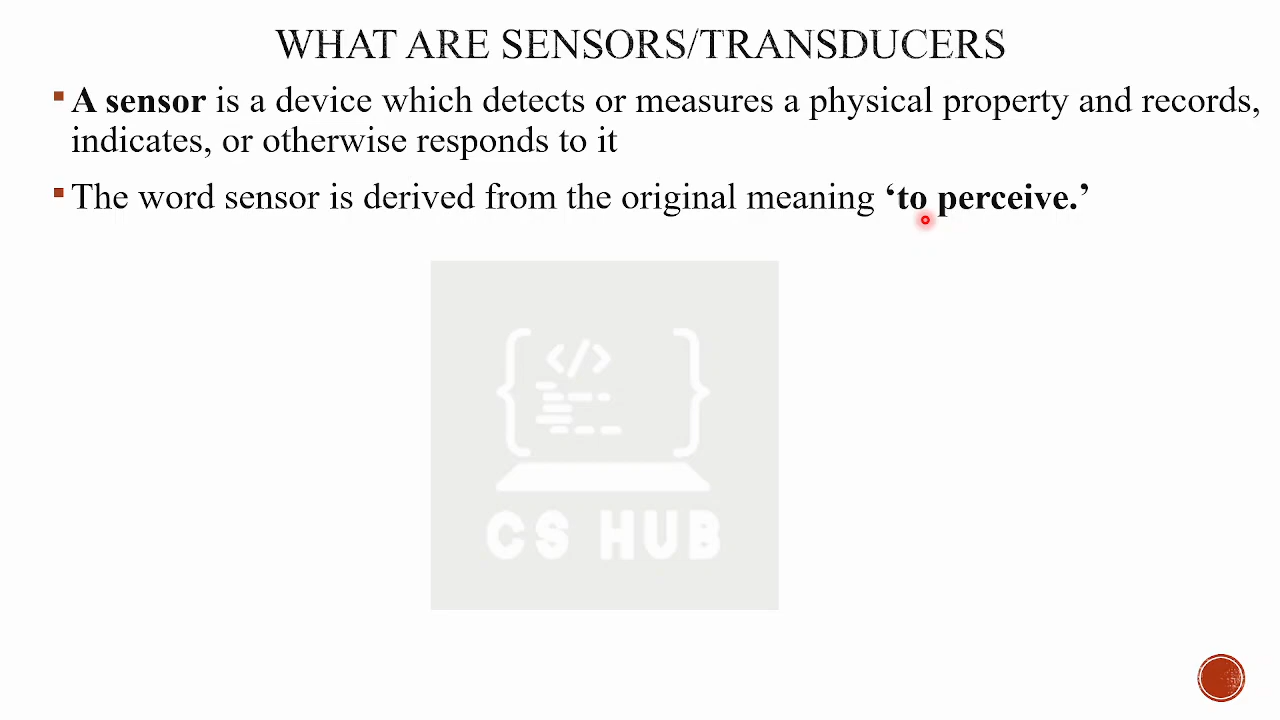 WHAT ARE SENSORS/TRANSDUCERS
A sensor is a device which detects or measures a physical property and records,
indicates, or otherwise responds to it
The word sensor is derived from the original meaning ‘to perceive.’
</>
CS HUB